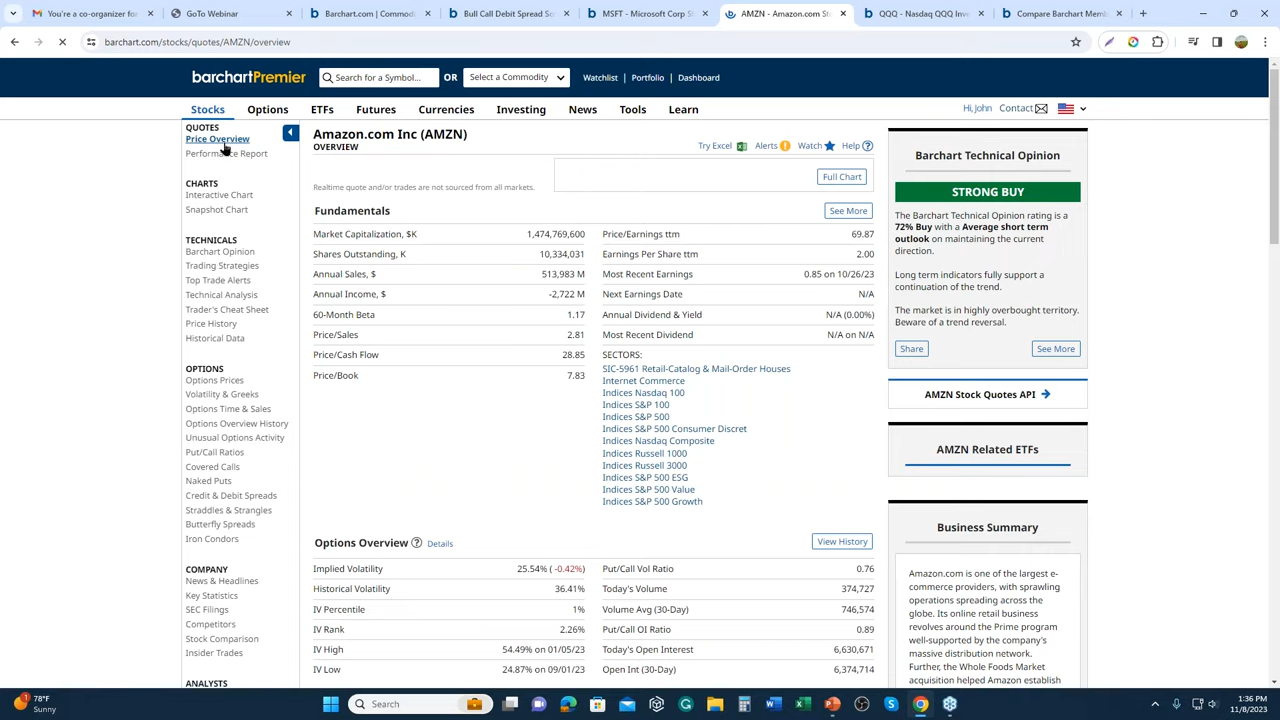 You're a co-organizer for
GoTo Webinar
Barchart.com | Commodi
Bull Call Debit Spread Sc
MSFT - Microsoft Corp St
AMZN - Amazon.com Sto
QQQ - Nasdaq QQQ Inve
Compare Barchart Memb
barchart.com/stocks/quotes/AMZN/overview
barchartPremier
Search for a Symbol...
OR
Select a Commodity
Watchlist
Portfolio
Dashboard
Stocks
Options
ETFs
Futures
Currencies
Investing
News
Tools
Learn
Hi, John
Contact
QUOTES
Price Overview
Performance Report
CHARTS
Interactive Chart
Snapshot Chart
TECHNICALS
Barchart Opinion
Trading Strategies
Top Trade Alerts
Technical Analysis
Trader's Cheat Sheet
Price History
Historical Data
OPTIONS
Options Prices
Volatility & Greeks
Options Time & Sales
Options Overview History
Unusual Options Activity
Put/Call Ratios
Covered Calls
Naked Puts
Credit & Debit Spreads
Straddles & Strangles
Butterfly Spreads
Iron Condors
COMPANY
News & Headlines
Key Statistics
SEC Filings
Competitors
Stock Comparison
Insider Trades
ANALYSTS
Amazon.com Inc (AMZN)
OVERVIEW
Try Excel
Alerts
Watch
Help
Realtime quote and/or trades are not sourced from all markets.
Full Chart
Fundamentals
See More
Market Capitalization, $K 1,474,769,600
Shares Outstanding, K 10,334,031
Annual Sales, $ 513,983 M
Annual Income, $ -2,722 M
60-Month Beta 1.17
Price/Sales 2.81
Price/Cash Flow 28.85
Price/Book 7.83
Price/Earnings ttm 69.87
Earnings Per Share ttm 2.00
Most Recent Earnings 0.85 on 10/26/23
Next Earnings Date N/A
Annual Dividend & Yield N/A (0.00%)
Most Recent Dividend N/A on N/A
SECTORS:
SIC-5961 Retail-Catalog & Mail-Order Houses
Internet Commerce
Indices Nasdaq 100
Indices S&P 100
Indices S&P 500
Indices S&P 500 Consumer Discret
Indices Nasdaq Composite
Indices Russell 1000
Indices Russell 3000
Indices S&P 500 ESG
Indices S&P 500 Value
Indices S&P 500 Growth
Options Overview
Details
View History
Implied Volatility 25.54% ( -0.42%)
Historical Volatility 36.41%
IV Percentile 1%
IV Rank 2.26%
IV High 54.49% on 01/05/23
IV Low 24.87% on 09/01/23
Put/Call Vol Ratio 0.76
Today's Volume 374,727
Volume Avg (30-Day) 746,574
Put/Call OI Ratio 0.89
Today's Open Interest 6,630,671
Open Int (30-Day) 6,374,714
Barchart Technical Opinion
STRONG BUY
The Barchart Technical Opinion rating is a
72% Buy with a Average short term
outlook on maintaining the current
direction.
Long term indicators fully support a
continuation of the trend.
The market is in highly overbought territory.
Beware of a trend reversal.
Share
See More
AMZN Stock Quotes API
AMZN Related ETFs
Business Summary
Amazon.com is one of the largest e-
commerce providers, with sprawling
operations spreading across the
globe. Its online retail business
revolves around the Prime program
well-supported by the company's
massive distribution network.
Further, the Whole Foods Market
acquisition helped Amazon establish
78°F
Sunny
Search
1:36 PM
11/8/2023